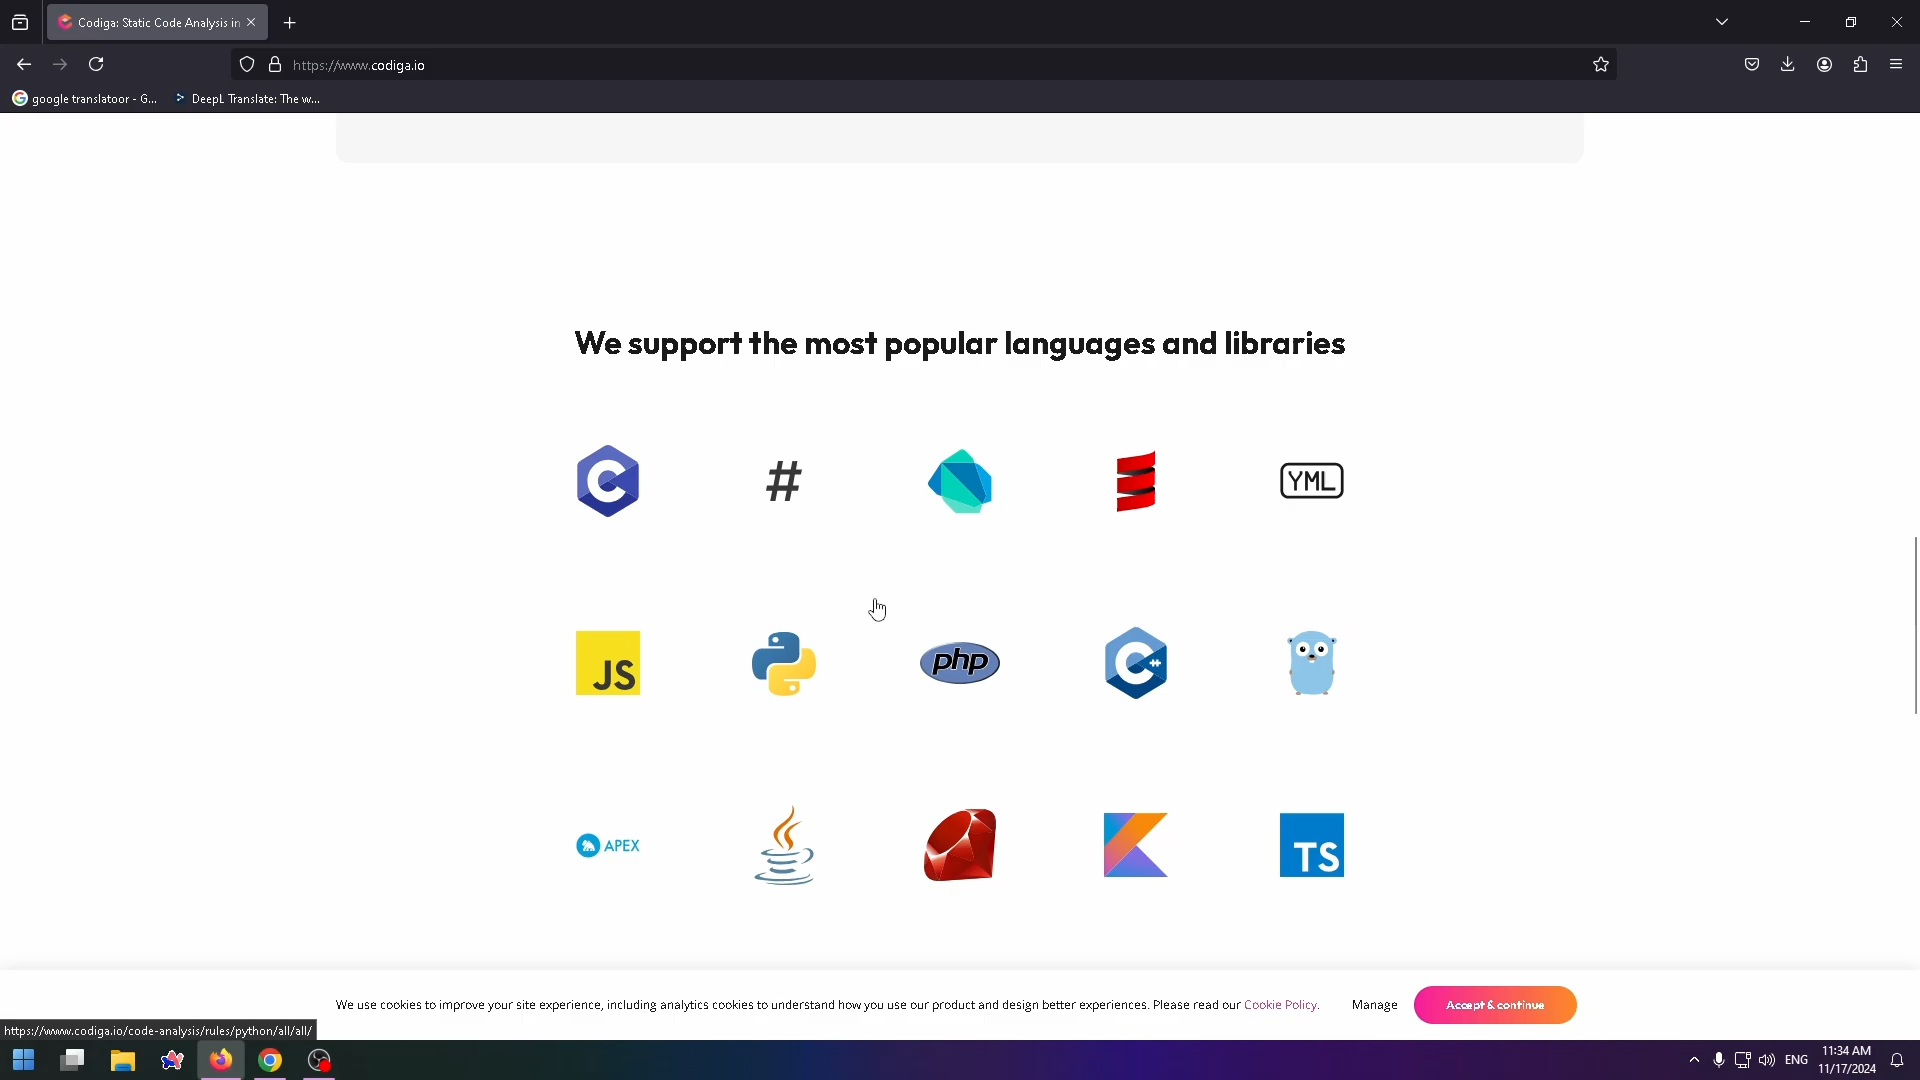 Codiga: Static Code Analysis in
https://www.codiga.io
google translatoor - G...
DeepL Translate: The w...
We support the most popular languages and libraries
C
#
YML
JS
php
C++
APEX
TS
We use cookies to improve your site experience, including analytics cookies to understand how you use our product and design better experiences. Please read our Cookie Policy.
Manage
Accept & continue
https://www.codiga.io/code-analysis/rules/python/all/all/
ENG
11:34 AM
11/17/2024